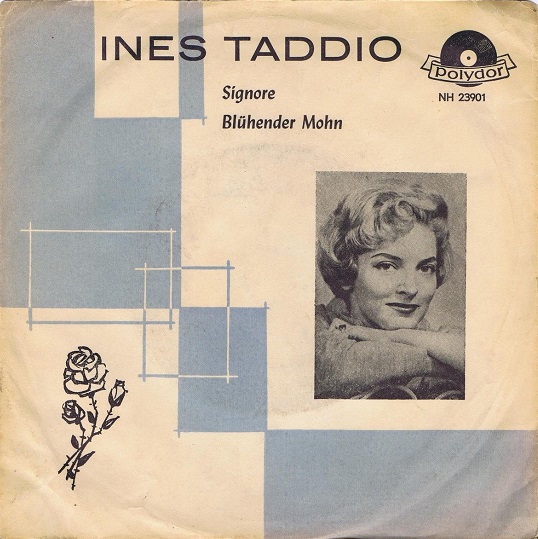 INES TADDIO
polydor
NH 23901
Signore
Blühender Mohn